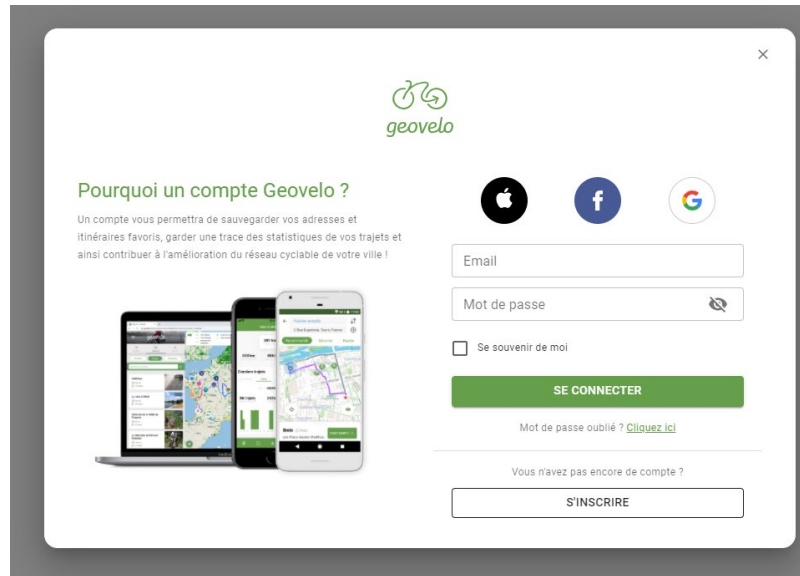 geovelo
Pourquoi un compte Geovelo ?
Un compte vous permettra de sauvegarder vos adresses et
itinéraires favoris, garder une trace des statistiques de vos trajets et
ainsi contribuer à l'amélioration du réseau cyclable de votre ville !
Email
Mot de passe
Se souvenir de moi
SE CONNECTER
Mot de passe oublié ? Cliquez ici
Vous n'avez pas encore de compte ?
S'INSCRIRE